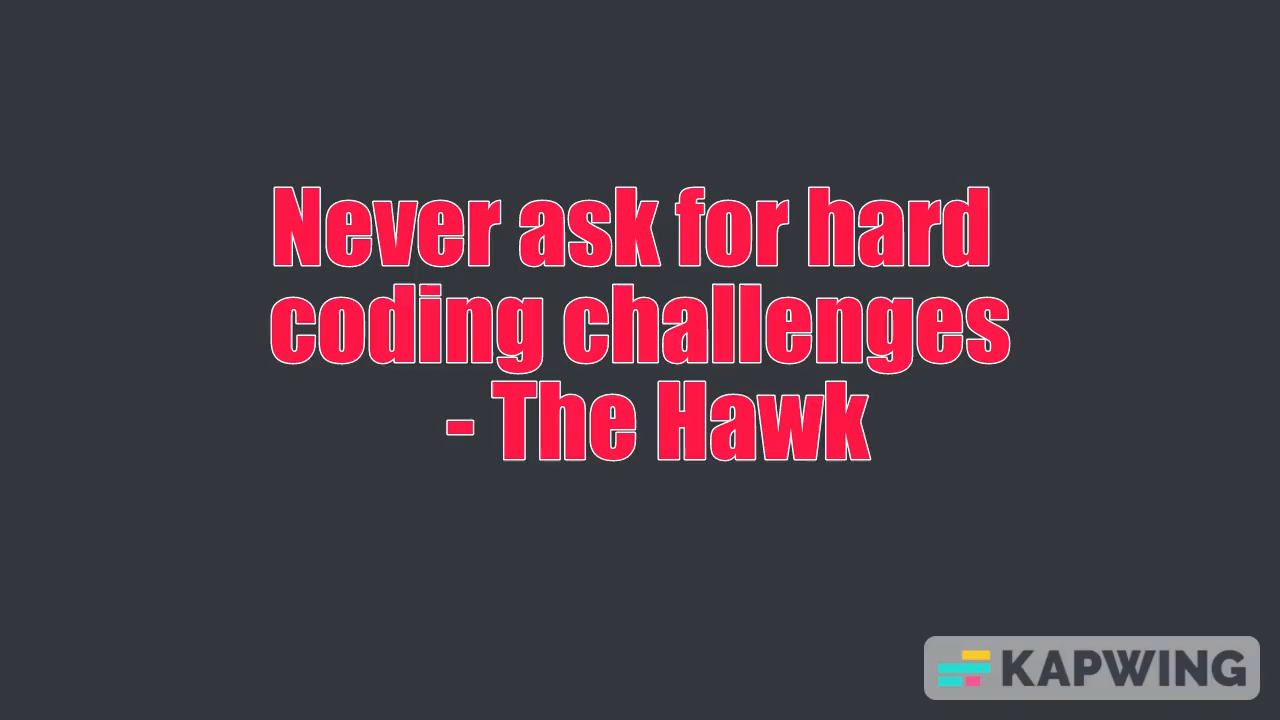 Never ask for hard
coding challenges
- The Hawk
KAPWING